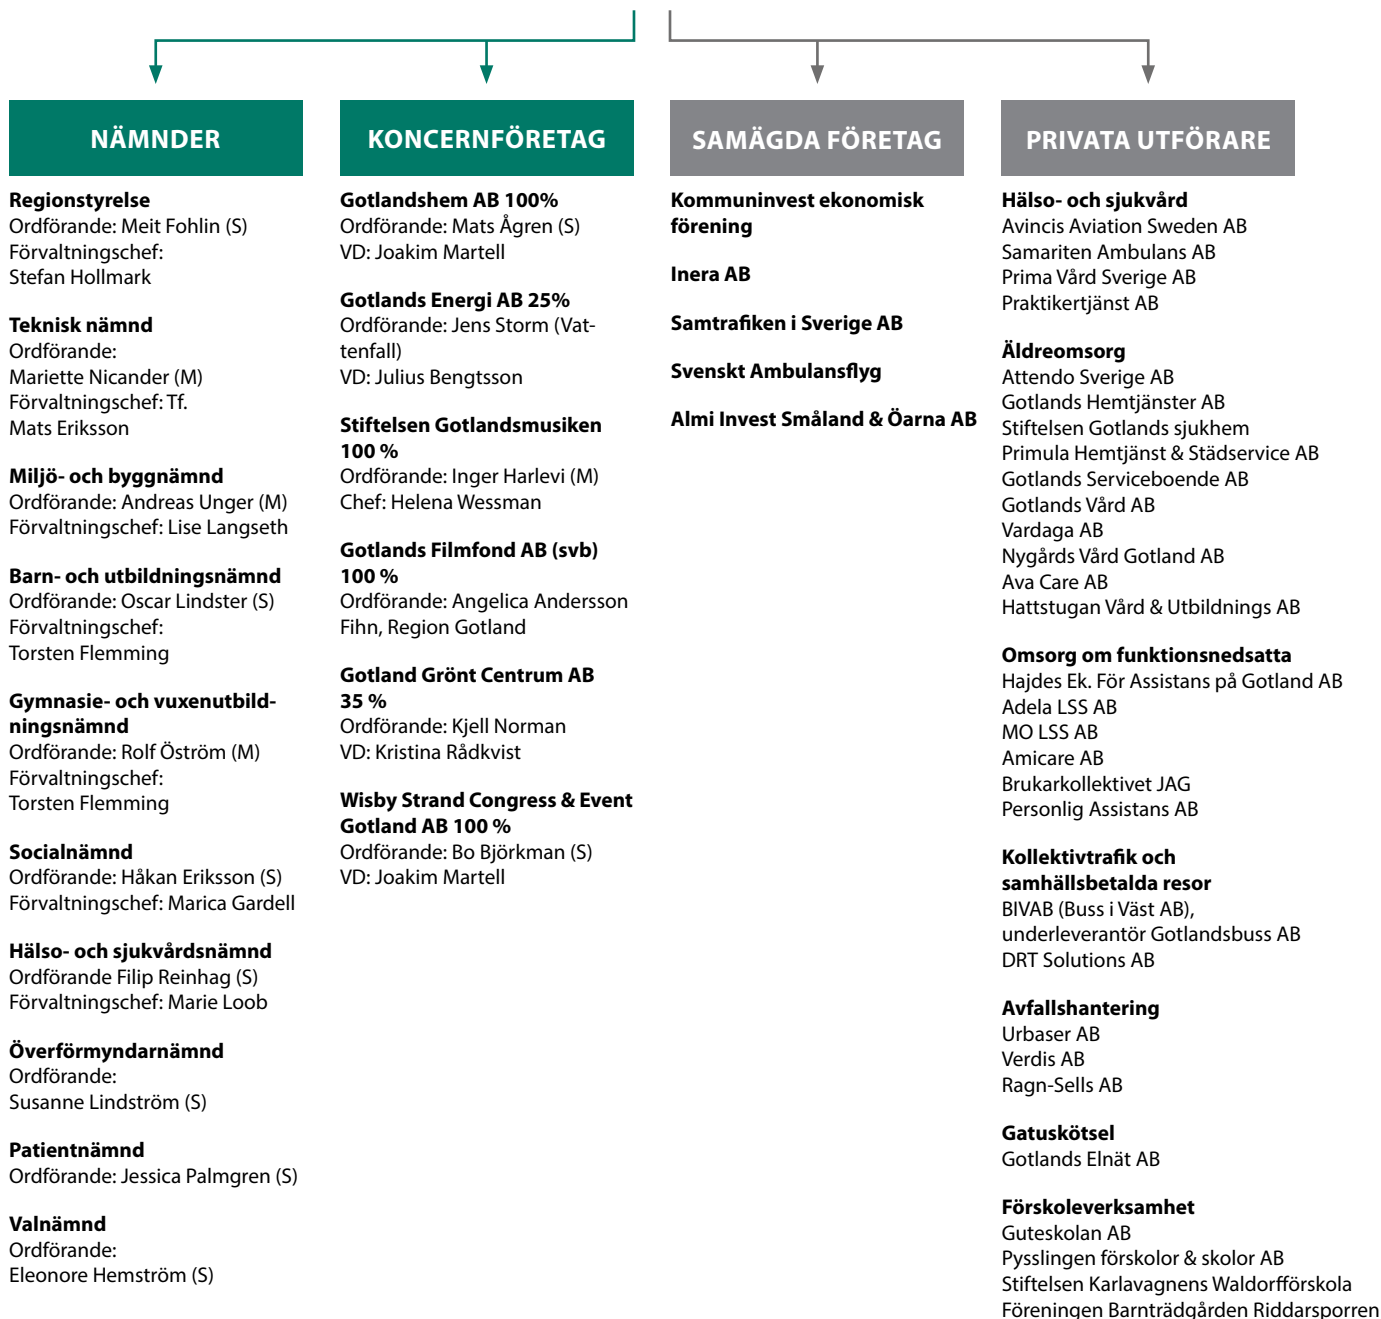 NÄMNDER
Regionstyrelse
Ordförande: Meit Fohlin (S)
Förvaltningschef:
Stefan Hollmark
Teknisk nämnd
Ordförande:
Mariette Nicander (M)
Förvaltningschef: Tf.
Mats Eriksson
Miljö- och byggnämnd
Ordförande: Andreas Unger (M)
Förvaltningschef: Lise Langseth
Barn- och utbildningsnämnd
Ordförande: Oscar Lindster (S)
Förvaltningschef:
Torsten Flemming
Gymnasie- och vuxenutbild-
ningsnämnd
Ordförande: Rolf Öström (M)
Förvaltningschef:
Torsten Flemming
Socialnämnd
Ordförande: Håkan Eriksson (S)
Förvaltningschef: Marica Gardell
Hälso- och sjukvårdsnämnd
Ordförande Filip Reinhag (S)
Förvaltningschef: Marie Loob
Överförmyndarnämnd
Ordförande:
Susanne Lindström (S)
Patientnämnd
Ordförande: Jessica Palmgren (S)
Valnämnd
Ordförande:
Eleonore Hemström (S)
KONCERNFÖRETAG
Gotlandshem AB 100%
Ordförande: Mats Ågren (S)
VD: Joakim Martell
Gotlands Energi AB 25%
Ordförande: Jens Storm (Vat-
tenfall)
VD: Julius Bengtsson
Stiftelsen Gotlandsmusiken
100 %
Ordförande: Inger Harlevi (M)
Chef: Helena Wessman
Gotlands Filmfond AB (svb)
100 %
Ordförande: Angelica Andersson
Fihn, Region Gotland
Gotland Grönt Centrum AB
35 %
Ordförande: Kjell Norman
VD: Kristina Rådkvist
Wisby Strand Congress & Event
Gotland AB 100 %
Ordförande: Bo Björkman (S)
VD: Joakim Martell
SAMÄGDA FÖRETAG
Kommuninvest ekonomisk
förening
Inera AB
Samtrafiken i Sverige AB
Svenskt Ambulansflyg
Almi Invest Småland & Öarna AB
PRIVATA UTFÖRARE
Hälso- och sjukvård
Avincis Aviation Sweden AB
Samariten Ambulans AB
Prima Vård Sverige AB
Praktikertjänst AB
Äldreomsorg
Attendo Sverige AB
Gotlands Hemtjänster AB
Stiftelsen Gotlands sjukhem
Primula Hemtjänst & Städservice AB
Gotlands Serviceboende AB
Gotlands Vård AB
Vardaga AB
Nygårds Vård Gotland AB
Ava Care AB
Hattstugan Vård & Utbildnings AB
Omsorg om funktionsnedsatta
Hajdes Ek. För Assistans på Gotland AB
Adela LSS AB
MO LSS AB
Amicare AB
Brukarkollektivet JAG
Personlig Assistans AB
Kollektivtrafik och
samhällsbetalda resor
BIVAB (Buss i Väst AB),
underleverantör Gotlandsbuss AB
DRT Solutions AB
Avfallshantering
Urbaser AB
Verdis AB
Ragn-Sells AB
Gatuskötsel
Gotlands Elnät AB
Förskoleverksamhet
Guteskolan AB
Pysslingen förskolor & skolor AB
Stiftelsen Karlavagnens Waldorfförskola
Föreningen Barnträdgården Riddarsporren